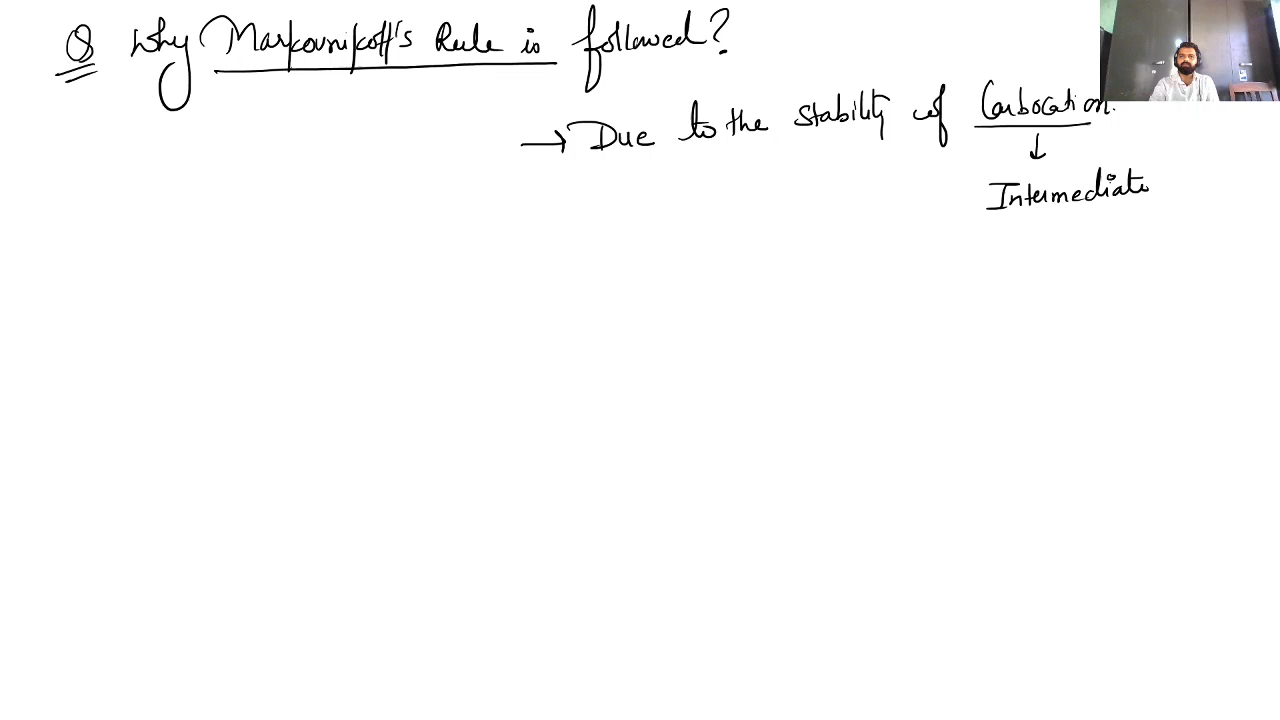 Q Why Markovnikoff's Rule is followed?
→ Due to the stability of Carbocation.
↓
Intermediate